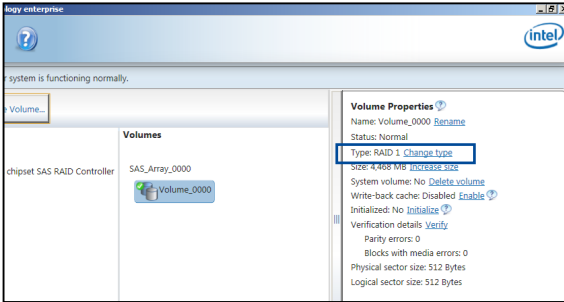 ology enterprise
intel
r system is functioning normally.
e Volume...
Volumes
chipset SAS RAID Controller
SAS_Array_0000
Volume_0000
Volume Properties
Name: Volume_0000 Rename
Status: Normal
Type: RAID 1 Change type
Size: 4,468 MB Increase size
System volume: No Delete volume
Write-back cache: Disabled Enable
Initialized: No Initialize
Verification details Verify
Parity errors: 0
Blocks with media errors: 0
Physical sector size: 512 Bytes
Logical sector size: 512 Bytes